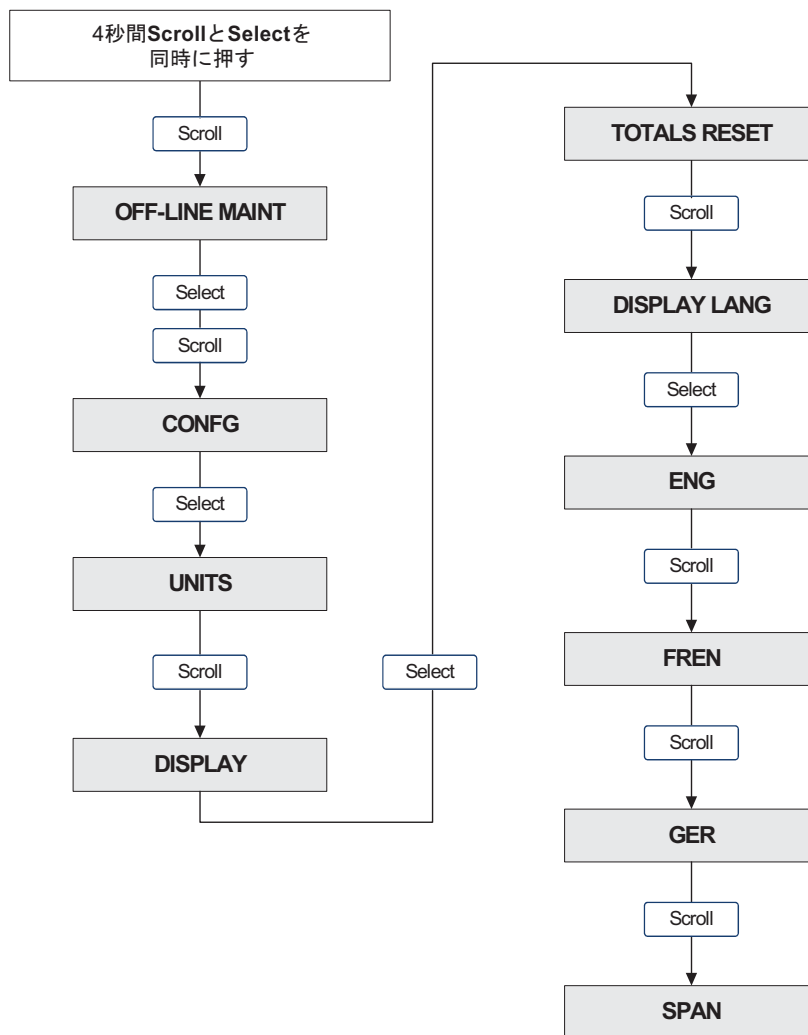 4秒間ScrollとSelectを
同時に押す
Scroll
OFF-LINE MAINT
Select
Scroll
CONFG
Select
UNITS
Scroll
DISPLAY
Select
TOTALS RESET
Scroll
DISPLAY LANG
Select
ENG
Scroll
FREN
Scroll
GER
Scroll
SPAN